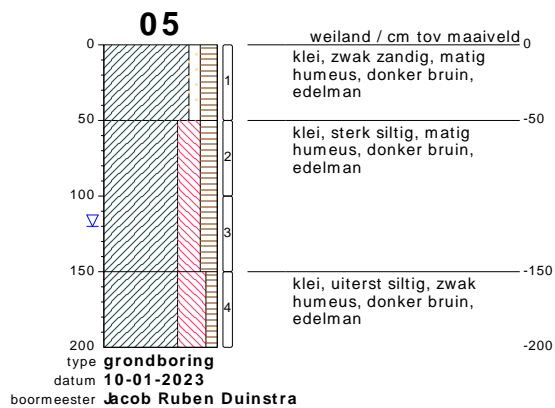 05
weiland / cm tov maaiveld
0
0
klei, zwak zandig, matig
humeus, donker bruin,
edelman
1
50
-50
klei, sterk siltig, matig
humeus, donker bruin,
edelman
2
100
3
150
-150
klei, uiterst siltig, zwak
humeus, donker bruin,
edelman
4
200
-200
type grondboring
datum 10-01-2023
boormeester Jacob Ruben Duinstra